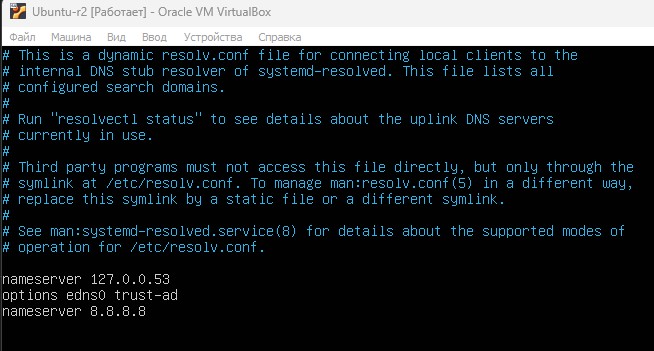 Ubuntu-r2 [Работает] - Oracle VM VirtualBox
Файл Машина Вид Ввод Устройства Справка
# This is a dynamic resolv.conf file for connecting local clients to the
# internal DNS stub resolver of systemd-resolved. This file lists all
# configured search domains.
#
# Run "resolvectl status" to see details about the uplink DNS servers
# currently in use.
#
# Third party programs must not access this file directly, but only through the
# symlink at /etc/resolv.conf. To manage man:resolv.conf(5) in a different way,
# replace this symlink by a static file or a different symlink.
#
# See man:systemd-resolved.service(8) for details about the supported modes of
# operation for /etc/resolv.conf.
nameserver 127.0.0.53
options edns0 trust-ad
nameserver 8.8.8.8